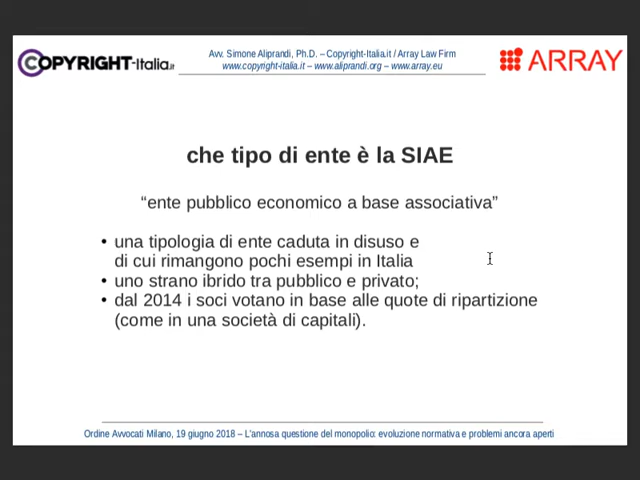 COPYRIGHT-Italia.it
Avv. Simone Aliprandi, Ph.D. – Copyright-Italia.it / Array Law Firm
www.copyright-italia.it – www.aliprandi.org – www.array.eu
ARRAY
che tipo di ente è la SIAE
“ente pubblico economico a base associativa”
• una tipologia di ente caduta in disuso e
di cui rimangono pochi esempi in Italia
• uno strano ibrido tra pubblico e privato;
• dal 2014 i soci votano in base alle quote di ripartizione
(come in una società di capitali).
Ordine Avvocati Milano, 19 giugno 2018 – L'annosa questione del monopolio: evoluzione normativa e problemi ancora aperti